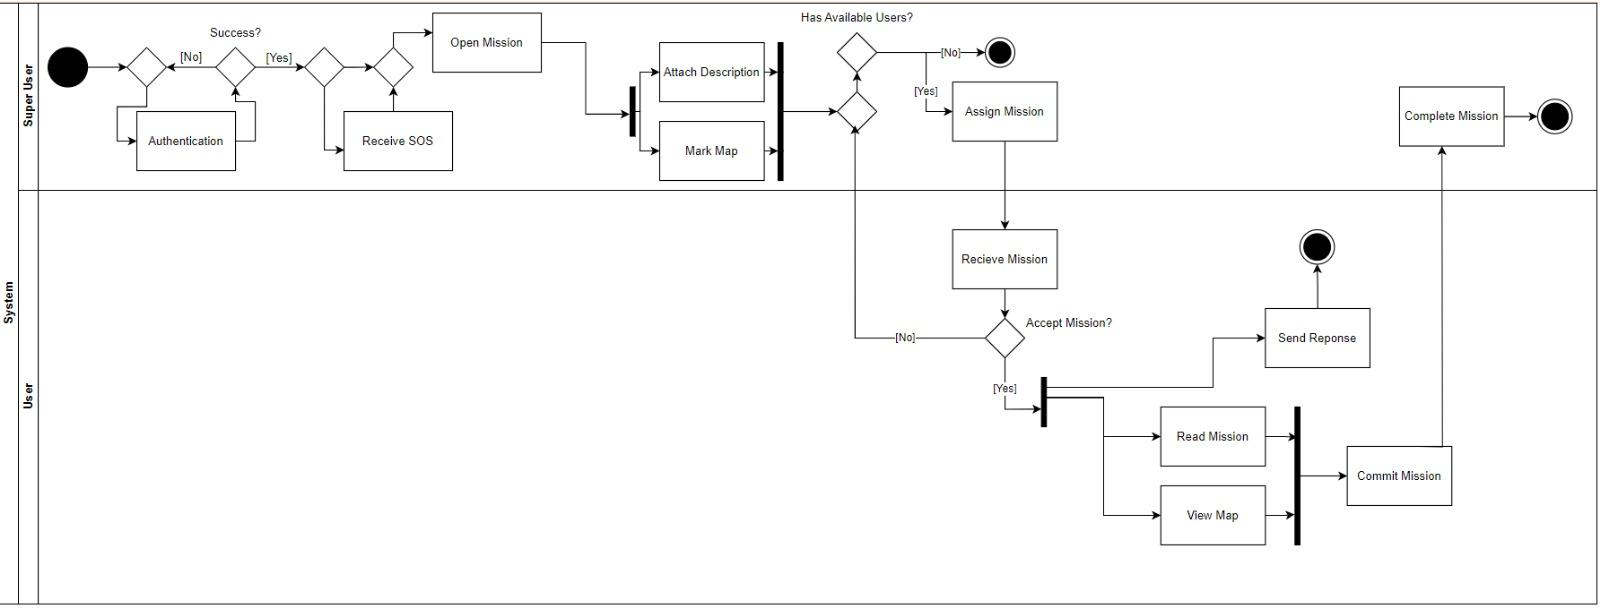 System
Super User
Success?
[No]
[Yes]
Authentication
Receive SOS
Open Mission
Attach Description
Mark Map
Has Available Users?
[No]
[Yes]
Assign Mission
Complete Mission
User
Recieve Mission
Accept Mission?
[No]
[Yes]
Send Reponse
Read Mission
View Map
Commit Mission